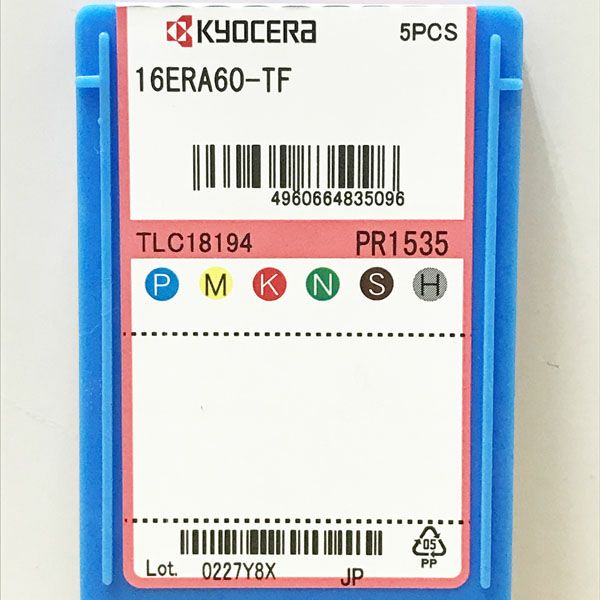 KYOCERA 5PCS
16ERA60-TF
4960664835096
TLC18194 PR1535
P M K N S H
Lot. 0227Y8X JP
05
PP